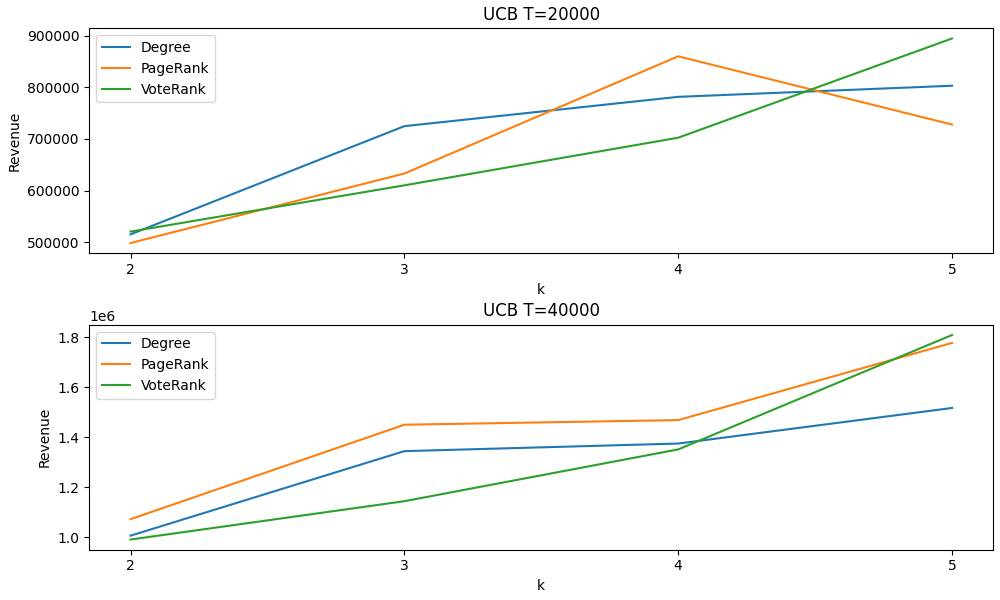 UCB T=20000
900000
800000
700000
600000
500000
Revenue
Degree
PageRank
VoteRank
2 3 4 5
k
UCB T=40000
1e6
1.8
1.6
1.4
1.2
1.0
Revenue
Degree
PageRank
VoteRank
2 3 4 5
k